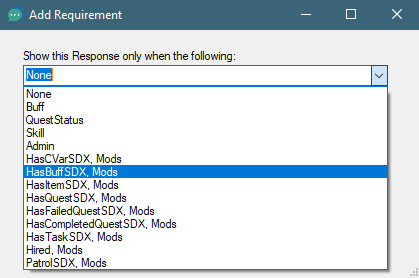 Add Requirement
Show this Response only when the following:
None
None
Buff
QuestStatus
Skill
Admin
HasCVarSDX, Mods
HasBuffSDX, Mods
HasItemSDX, Mods
HasQuestSDX, Mods
HasFailedQuestSDX, Mods
HasCompletedQuestSDX, Mods
HasTaskSDX, Mods
Hired, Mods
PatrolSDX, Mods